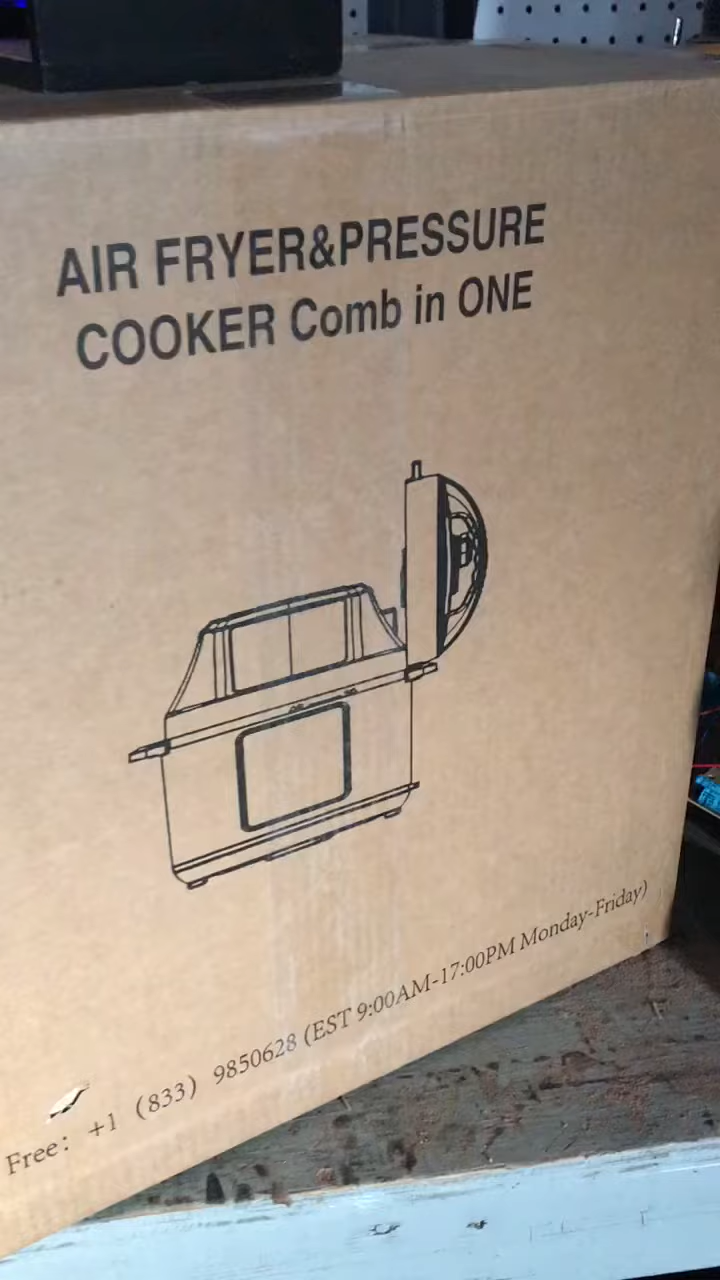 AIR FRYER&PRESSURE
COOKER Comb in ONE
Free: +1 (833) 9850628 (EST 9:00AM-17:00PM Monday-Friday)